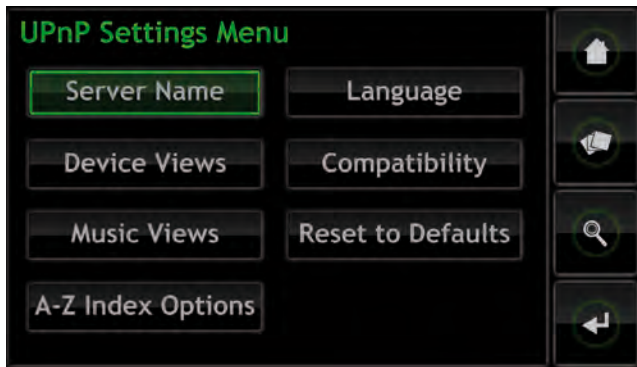 UPnP Settings Menu
Server Name
Language
Device Views
Compatibility
Music Views
Reset to Defaults
A-Z Index Options